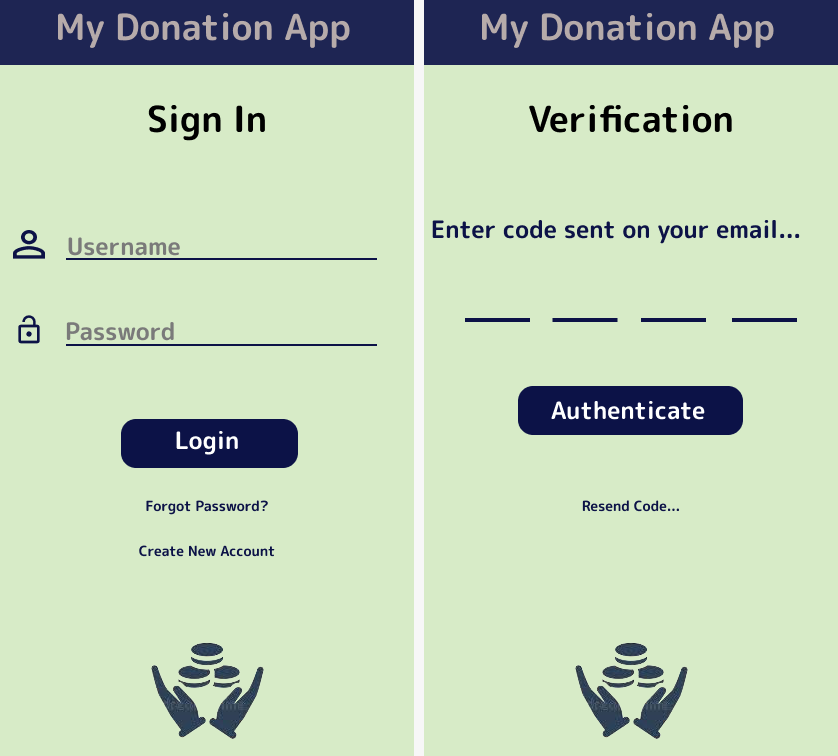 My Donation App
Sign In
Username
Password
Login
Forgot Password?
Create New Account
My Donation App
Verification
Enter code sent on your email...
Authenticate
Resend Code...